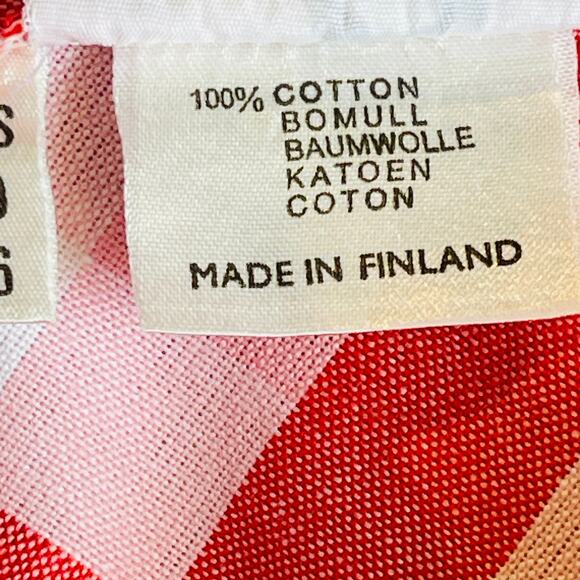 100% COTTON
BOMULL
BAUMWOLLE
KATOEN
COTON
MADE IN FINLAND
S